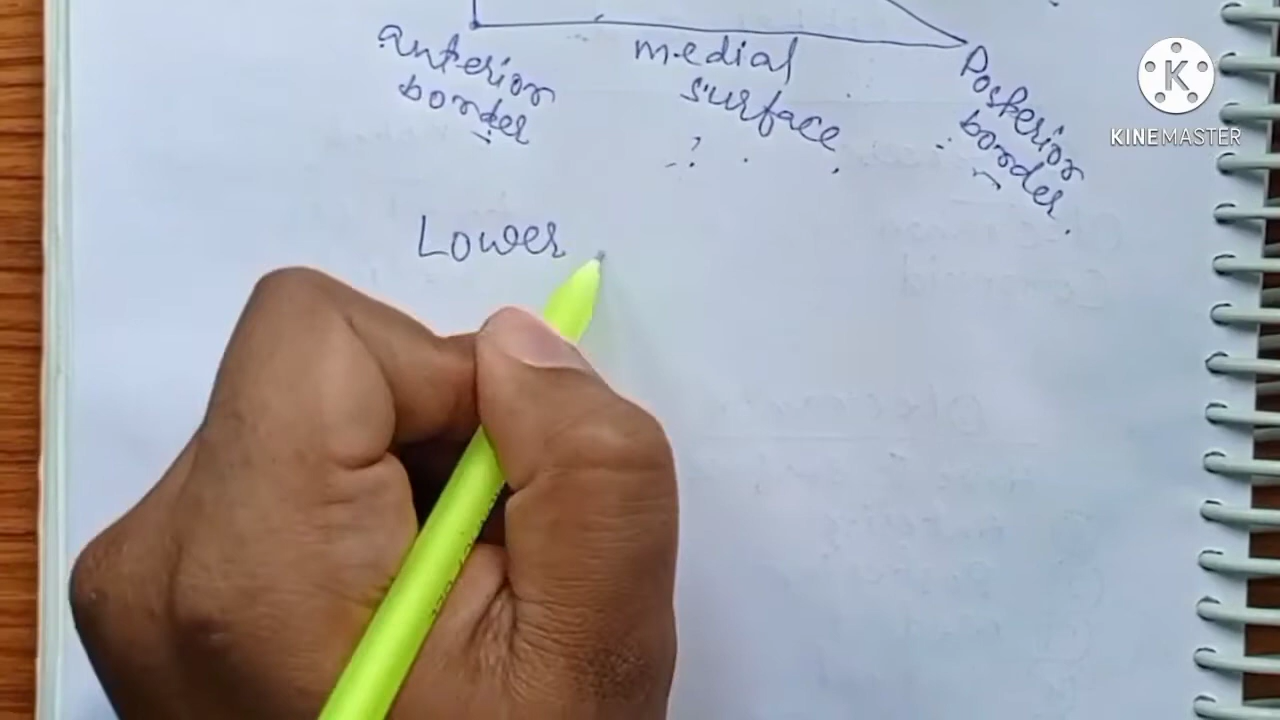 anterior
border
medial
surface
Posterior
border.
Lower
K
KINEMASTER